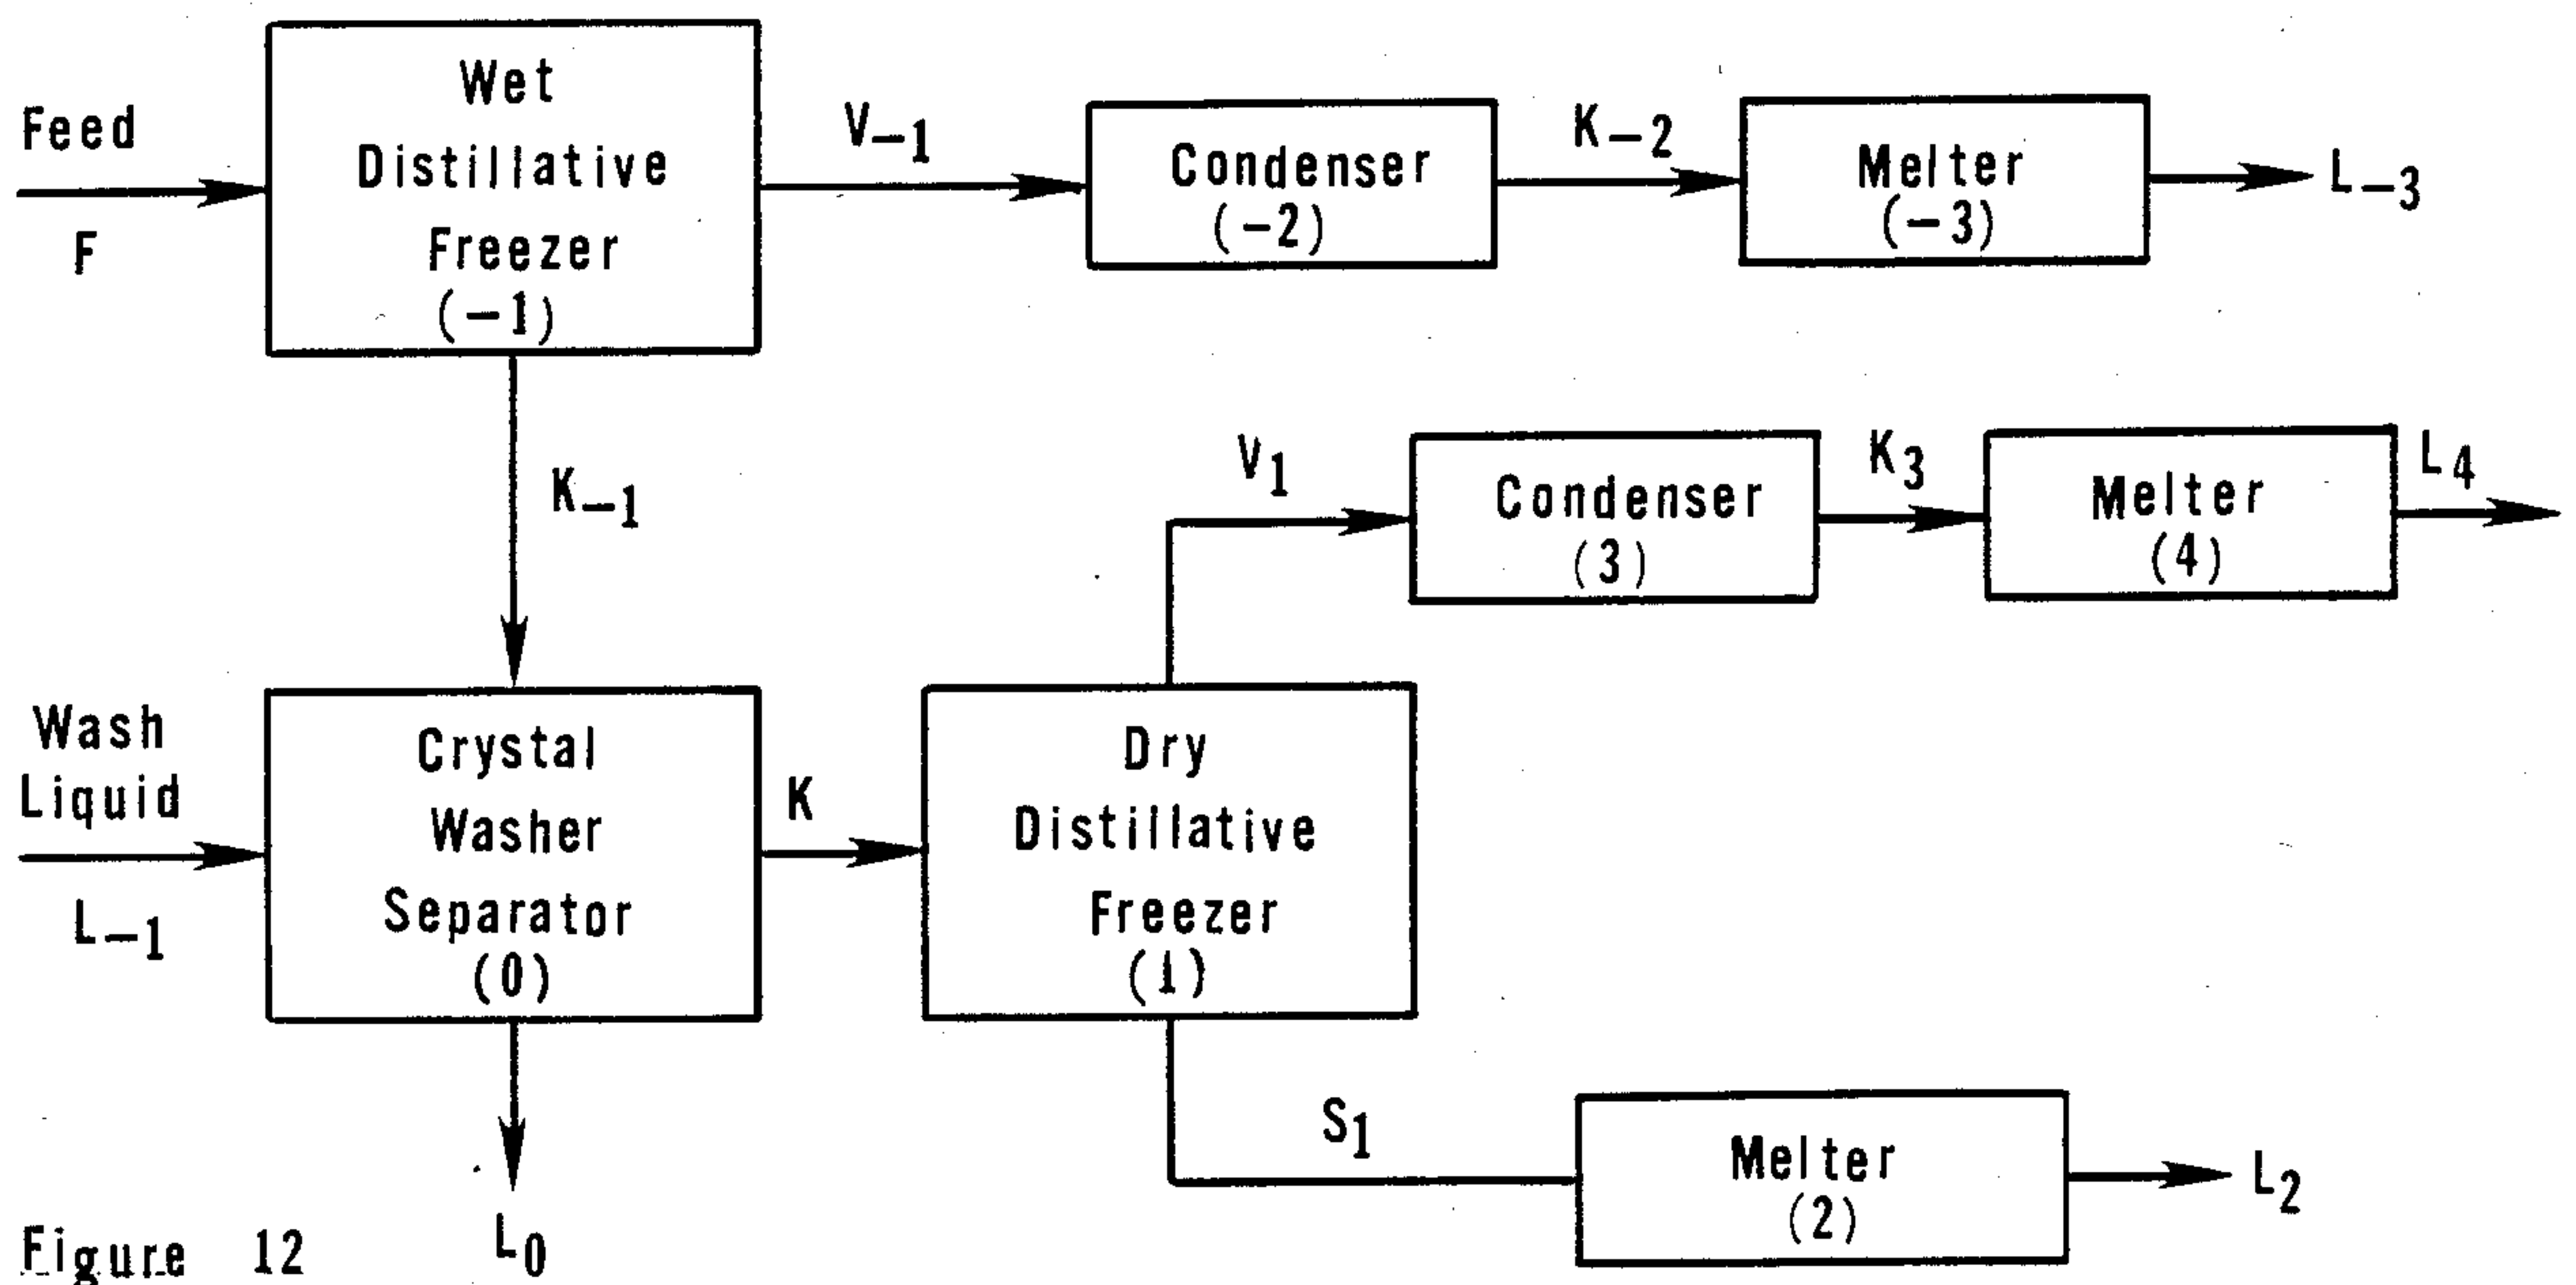 Feed
F
Wet
Distillative
Freezer
(-1)
V-1
Condenser
(-2)
K-2
Melter
(-3)
L-3
K-1
Wash
Liquid
L-1
Crystal
Washer
Separator
(0)
K
Dry
Distillative
Freezer
(1)
V1
Condenser
(3)
K3
Melter
(4)
L4
S1
Melter
(2)
L2
L0
Figure 12